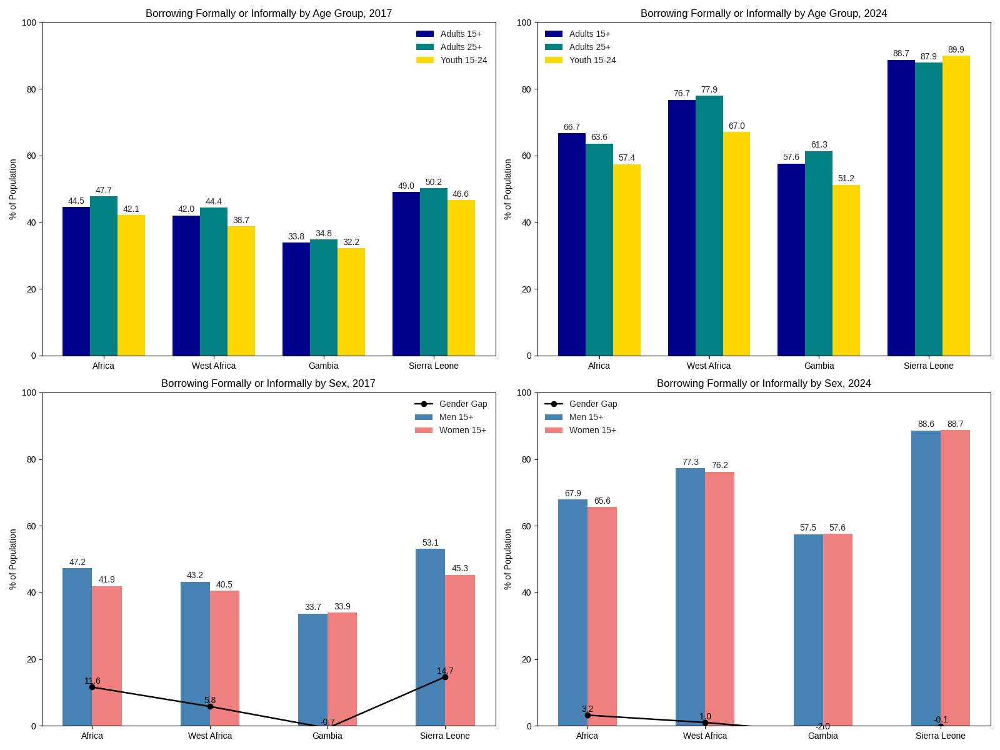 Borrowing Formally or Informally by Age Group, 2017
100
80
60
40
20
0
% of Population
Adults 15+
Adults 25+
Youth 15-24
44.5
47.7
42.1
42.0
44.4
38.7
33.8
34.8
32.2
49.0
50.2
46.6
Africa
West Africa
Gambia
Sierra Leone
Borrowing Formally or Informally by Age Group, 2024
100
80
60
40
20
0
% of Population
Adults 15+
Adults 25+
Youth 15-24
66.7
63.6
57.4
76.7
77.9
67.0
57.6
61.3
51.2
88.7
87.9
89.9
Africa
West Africa
Gambia
Sierra Leone
Borrowing Formally or Informally by Sex, 2017
100
80
60
40
20
0
% of Population
Gender Gap
Men 15+
Women 15+
47.2
41.9
43.2
40.5
33.7
33.9
53.1
45.3
11.6
5.8
-0.7
14.7
Africa
West Africa
Gambia
Sierra Leone
Borrowing Formally or Informally by Sex, 2024
100
80
60
40
20
0
% of Population
Gender Gap
Men 15+
Women 15+
67.9
65.6
77.3
76.2
57.5
57.6
88.6
88.7
3.2
1.0
-2.0
-0.1
Africa
West Africa
Gambia
Sierra Leone